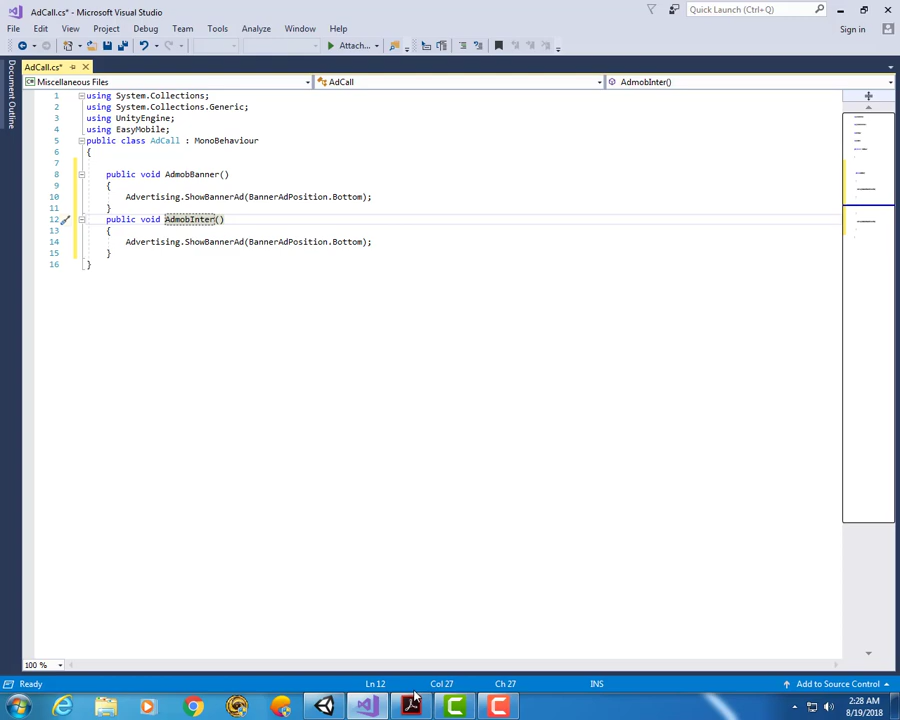 AdCall.cs* - Microsoft Visual Studio
Quick Launch (Ctrl+Q)
File Edit View Project Debug Team Tools Analyze Window Help
Sign in
Attach...
AdCall.cs*
Document Outline
Miscellaneous Files AdCall AdmobInter()
1 using System.Collections;
2 using System.Collections.Generic;
3 using UnityEngine;
4 using EasyMobile;
5 public class AdCall : MonoBehaviour
6 {
7
8 public void AdmobBanner()
9 {
10 Advertising.ShowBannerAd(BannerAdPosition.Bottom);
11 }
12 public void AdmobInter()
13 {
14 Advertising.ShowBannerAd(BannerAdPosition.Bottom);
15 }
16 }
100 %
Ready Ln 12 Col 27 Ch 27 INS Add to Source Control
2:28 AM
8/19/2018